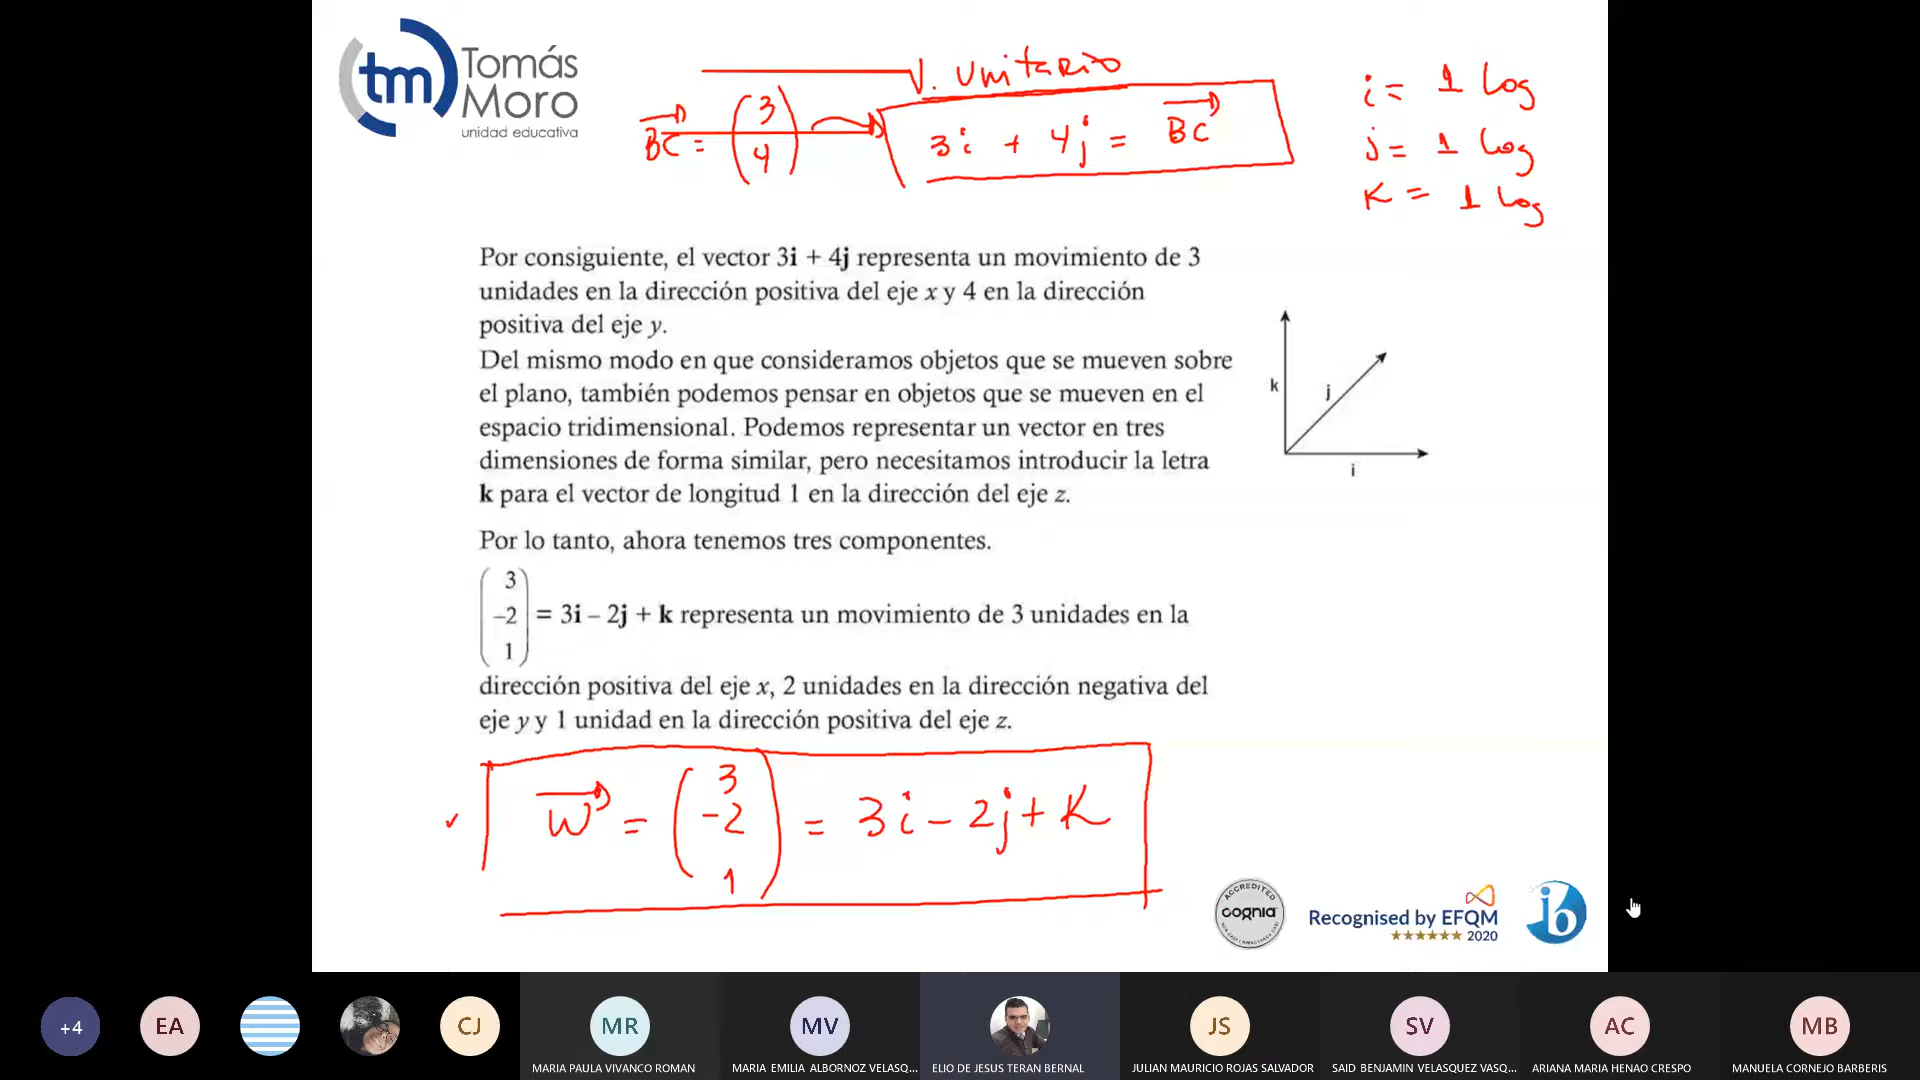 tm Tomás
Moro
unidad educativa
V. Unitario
BC = (3 4) 3i + 4j = BC
i = 1 log
j = 1 log
K = 1 log
Por consiguiente, el vector 3i + 4j representa un movimiento de 3
unidades en la dirección positiva del eje x y 4 en la dirección
positiva del eje y.
Del mismo modo en que consideramos objetos que se mueven sobre
el plano, también podemos pensar en objetos que se mueven en el
espacio tridimensional. Podemos representar un vector en tres
dimensiones de forma similar, pero necesitamos introducir la letra
k para el vector de longitud 1 en la dirección del eje z.
k
j
i
Por lo tanto, ahora tenemos tres componentes.
3
–2 = 3i – 2j + k representa un movimiento de 3 unidades en la
1
dirección positiva del eje x, 2 unidades en la dirección negativa del
eje y y 1 unidad en la dirección positiva del eje z.
W = (3 -2 1) = 3i - 2j + K
ACCREDITED
cognia
Recognised by EFQM
★★★★★★ 2020
ib
+4
EA
CJ
MR
MV
JS
SV
AC
MB
MARIA PAULA VIVANCO ROMAN
MARIA EMILIA ALBORNOZ VELASQ...
ELIO DE JESUS TERAN BERNAL
JULIAN MAURICIO ROJAS SALVADOR
SAID BENJAMIN VELASQUEZ VASQ...
ARIANA MARIA HENAO CRESPO
MANUELA CORNEJO BARBERIS